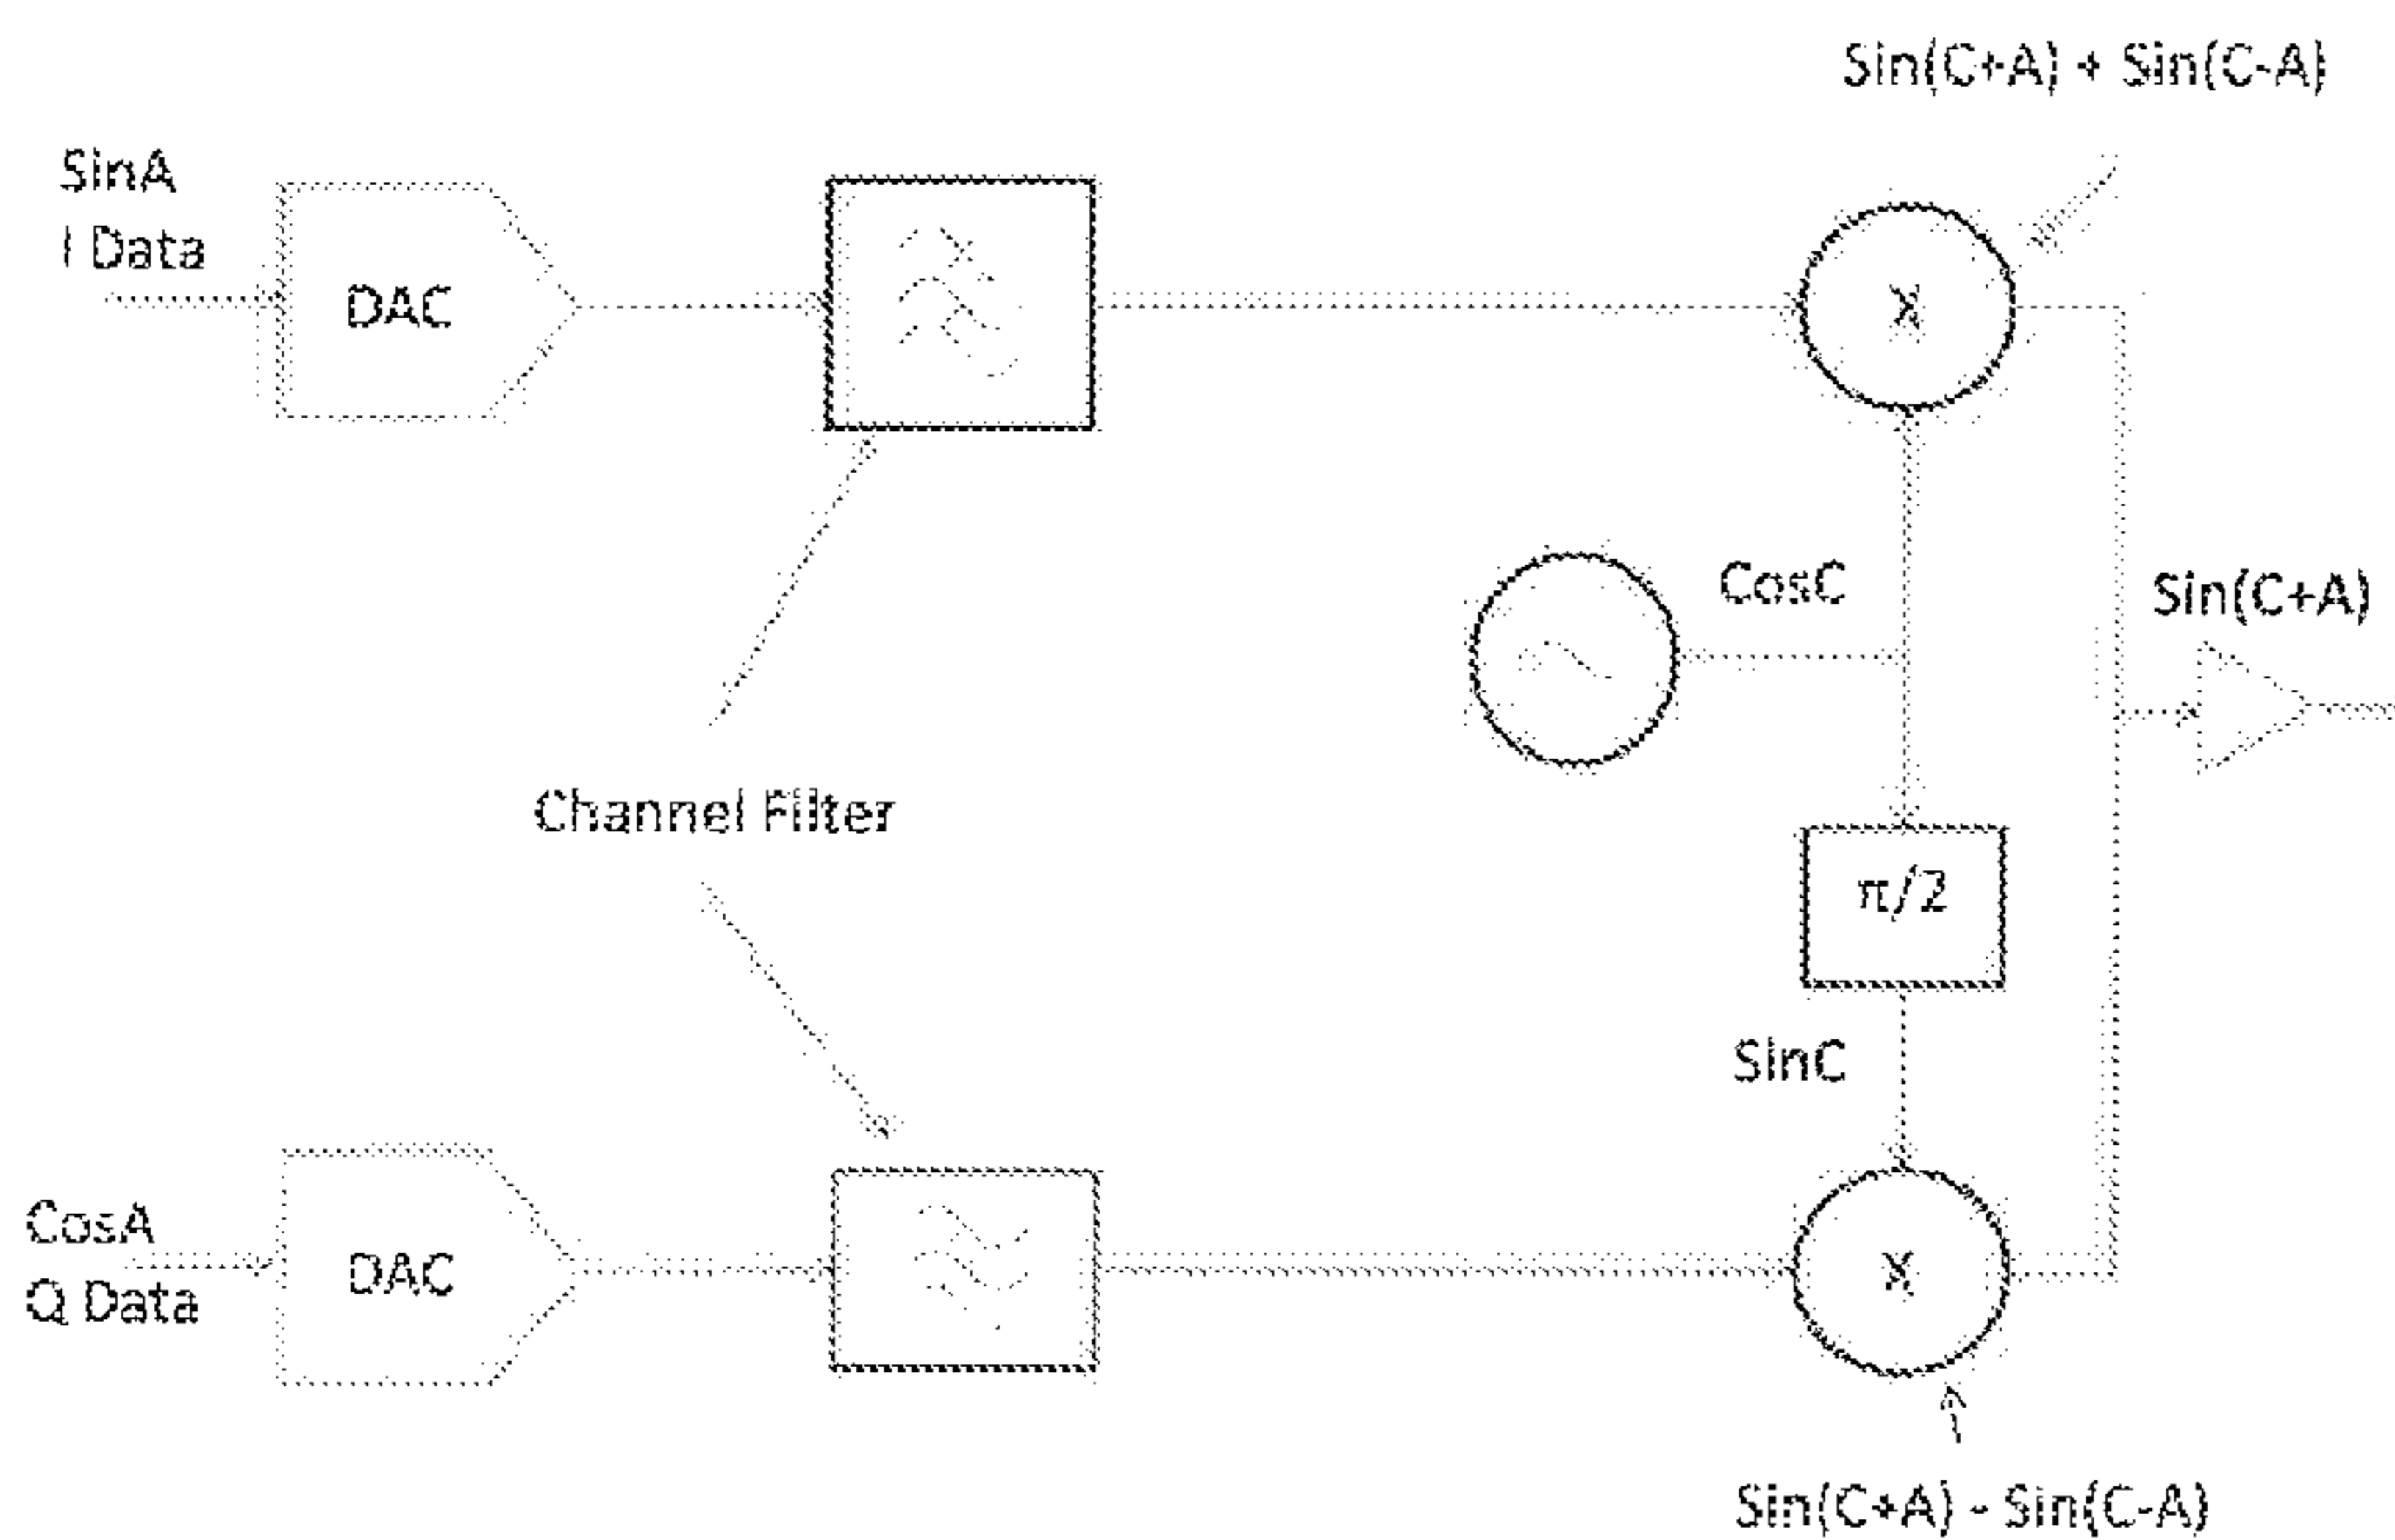 Sin(C+A) + Sin(C-A)
SinA
I Data
DAC
X
CosC
Sin(C+A)
Channel Filter
π/2
SinC
CosA
Q Data
DAC
X
Sin(C+A) - Sin(C-A)